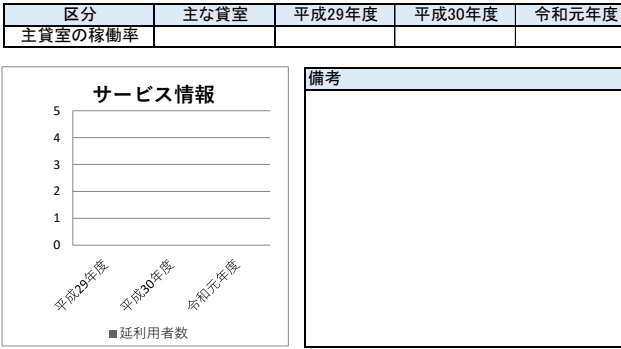 区分 主な貸室 平成29年度 平成30年度 令和元年度
主貸室の稼働率
サービス情報
5
4
3
2
1
0
平成29年度 平成30年度 令和元年度
■延利用者数
備考